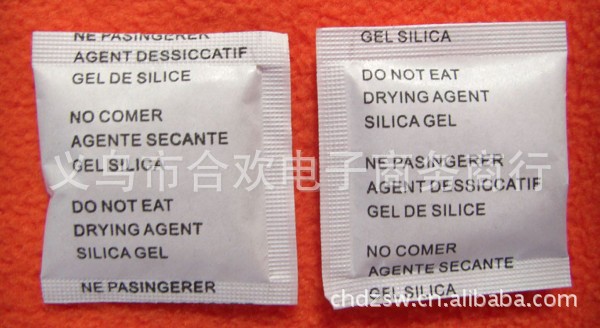 NE PASINGERER
AGENT DESSICCATIF
GEL DE SILICE
NO COMER
AGENTE SECANTE
GEL SILICA
DO NOT EAT
DRYING AGENT
SILICA GEL
NE PASINGERER
GEL SILICA
DO NOT EAT
DRYING AGENT
SILICA GEL
NE PASINGERER
AGENT DESSICCATIF
GEL DE SILICE
NO COMER
AGENTE SECANTE
GEL SILICA
义乌市合欢电子商务商行
chdzsw.cn.alibaba.com